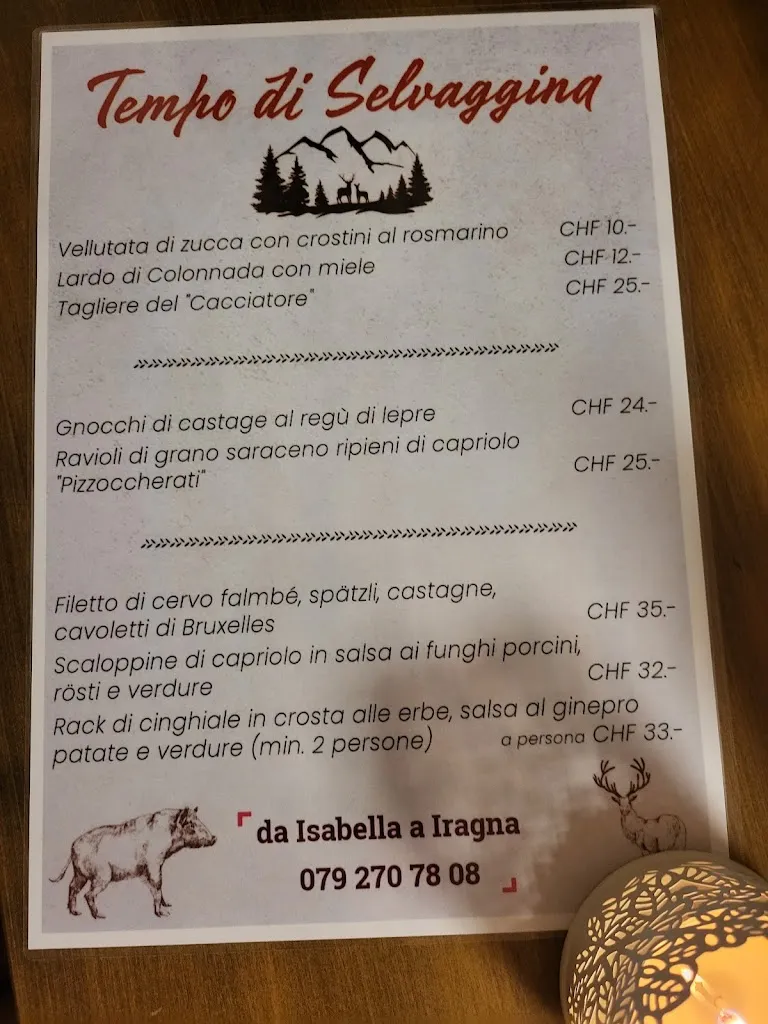 Tempo di Selvaggina
Vellutata di zucca con crostini al rosmarino CHF 10.-
Lardo di Colonnada con miele CHF 12.-
Tagliere del "Cacciatore" CHF 25.-
»»»»»»»»»»»»»»»»»»»»»»»»»»»»»»
Gnocchi di castage al regù di lepre CHF 24.-
Ravioli di grano saraceno ripieni di capriolo
"Pizzoccherati" CHF 25.-
»»»»»»»»»»»»»»»»»»»»»»»»»»»»»»
Filetto di cervo falmbé, spätzli, castagne,
cavoletti di Bruxelles CHF 35.-
Scaloppine di capriolo in salsa ai funghi porcini,
rösti e verdure CHF 32.-
Rack di cinghiale in crosta alle erbe, salsa al ginepro
patate e verdure (min. 2 persone) a persona CHF 33.-
da Isabella a Iragna
079 270 78 08